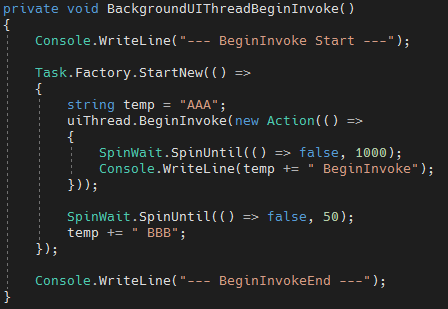 private void BackgroundUIThreadBeginInvoke()
{
    Console.WriteLine("--- BeginInvoke Start ---");

    Task.Factory.StartNew(() =>
    {
        string temp = "AAA";
        uiThread.BeginInvoke(new Action(() =>
        {
            SpinWait.SpinUntil(() => false, 1000);
            Console.WriteLine(temp += " BeginInvoke");
        }));

        SpinWait.SpinUntil(() => false, 50);
        temp += " BBB";
    });

    Console.WriteLine("--- BeginInvokeEnd ---");
}